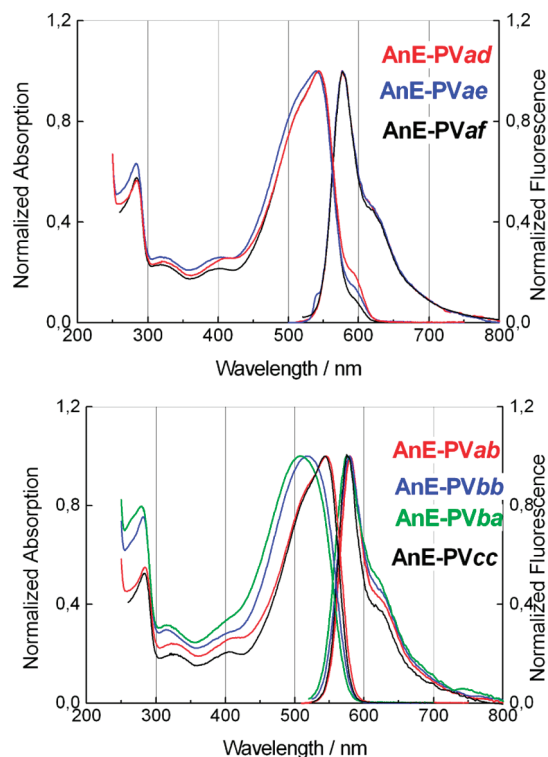 1,2
1,2
AnE-PVad
AnE-PVae
AnE-PVaf
0,8
0,8
0,4
0,4
0,0
0,0
Normalized Absorption
Normalized Fluorescence
200 300 400 500 600 700 800
Wavelength / nm
1,2
1,2
AnE-PVab
AnE-PVbb
AnE-PVba
AnE-PVcc
0,8
0,8
0,4
0,4
0,0
0,0
Normalized Absorption
Normalized Fluorescence
200 300 400 500 600 700 800
Wavelength / nm